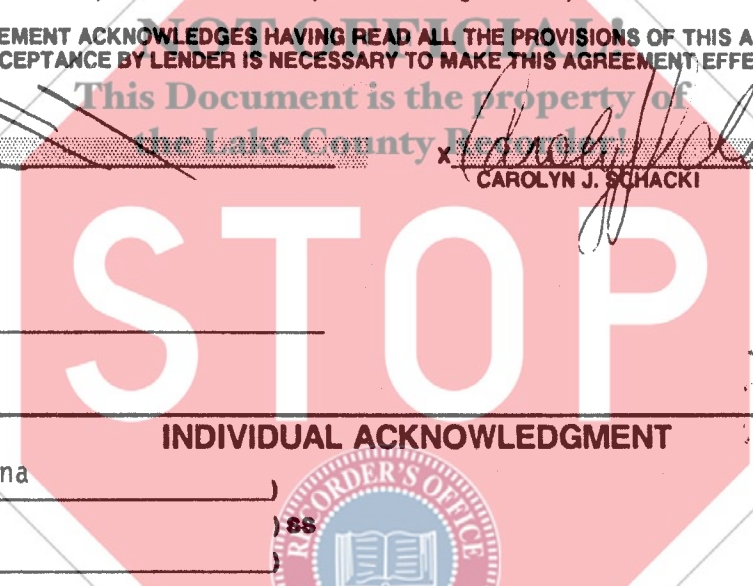 NOT OFFICIAL!
EMENT ACKNOWLEDGES HAVING READ ALL THE PROVISIONS OF THIS A
CEPTANCE BY LENDER IS NECESSARY TO MAKE THIS AGREEMENT EFFE
This Document is the property of
the Lake County Recorder!
x
CAROLYN J. SCHACKI
STOP
INDIVIDUAL ACKNOWLEDGMENT
na
)
) SS
)
RECORDER'S OFFICE